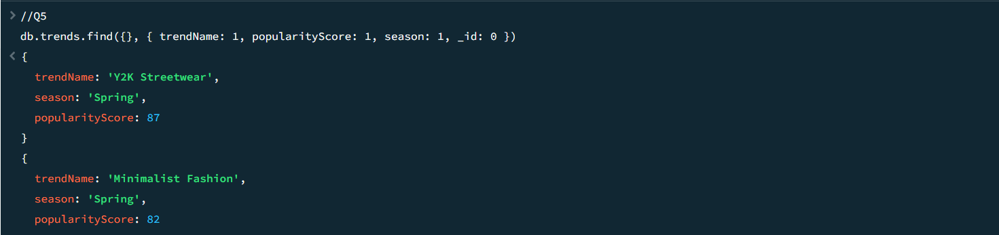 > //Q5
db.trends.find({}, { trendName: 1, popularityScore: 1, season: 1, _id: 0 })
< {
trendName: 'Y2K Streetwear',
season: 'Spring',
popularityScore: 87
}
{
trendName: 'Minimalist Fashion',
season: 'Spring',
popularityScore: 82